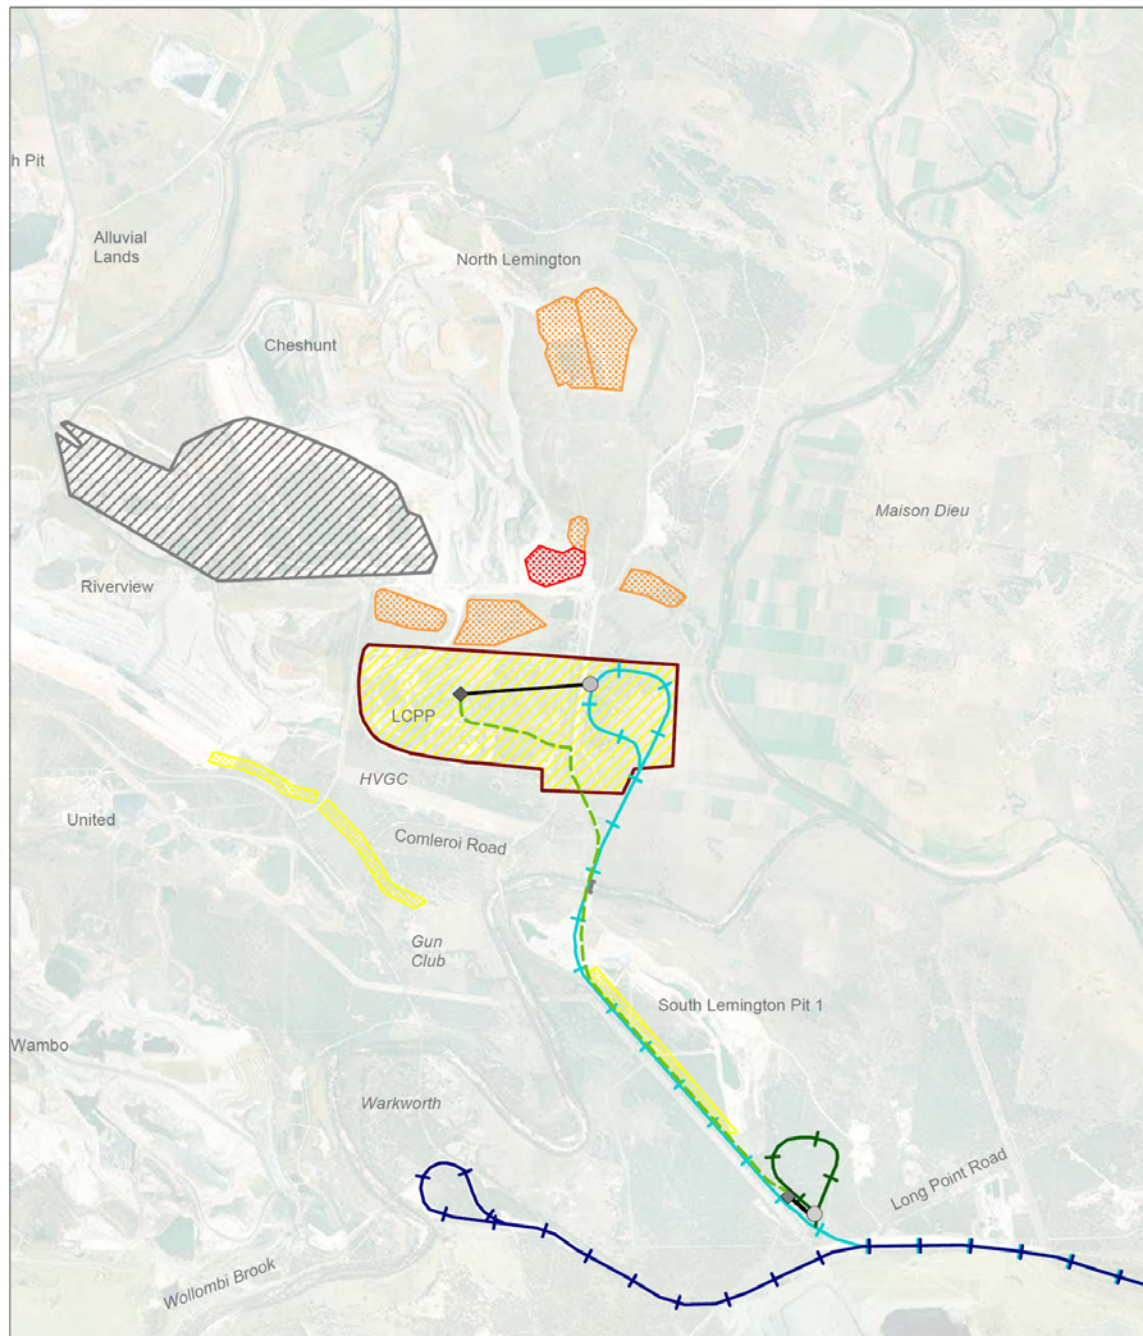 h Pit
Alluvial
Lands
North Lemington
Cheshunt
Maison Dieu
Riverview
LCPP
HVGC
United
Comleroi Road
Gun
Club
South Lemington Pit 1
Wambo
Warkworth
Long Point Road
Wollombi Brook